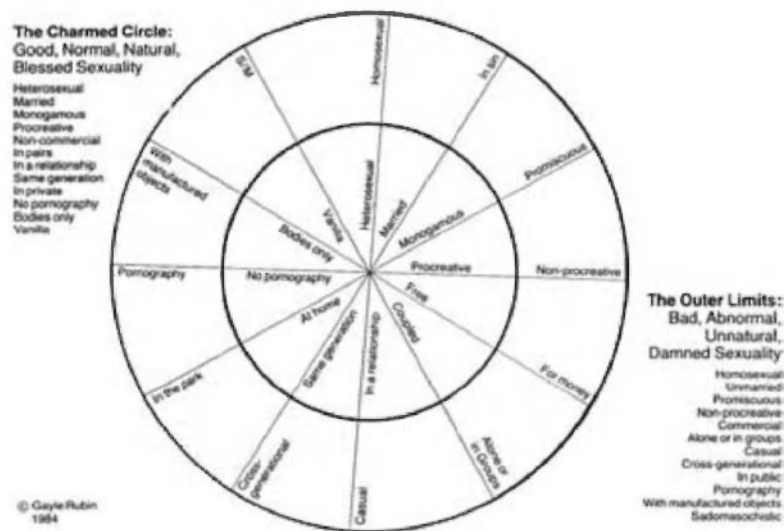 The Charmed Circle:
Good, Normal, Natural,
Blessed Sexuality
Heterosexual
Married
Monogamous
Procreative
Non-commercial
In pairs
In a relationship
Same generation
In private
No pornography
Bodies only
Vanilla
S/M
Homosexual
In sin
Promiscuous
Non-procreative
For money
Alone or
in Groups
Casual
Cross-
generational
In the park
Pornography
With
manufactured
objects
Vanilla
Heterosexual
Married
Monogamous
Procreative
Free
Coupled
In a relationship
Same generation
At home
No pornography
Bodies only
The Outer Limits:
Bad, Abnormal,
Unnatural,
Damned Sexuality
Homosexual
Unmarried
Promiscuous
Non-procreative
Commercial
Alone or in groups
Casual
Cross-generational
In public
Pornography
With manufactured objects
Sadomasochistic
© Gayle Rubin
1984